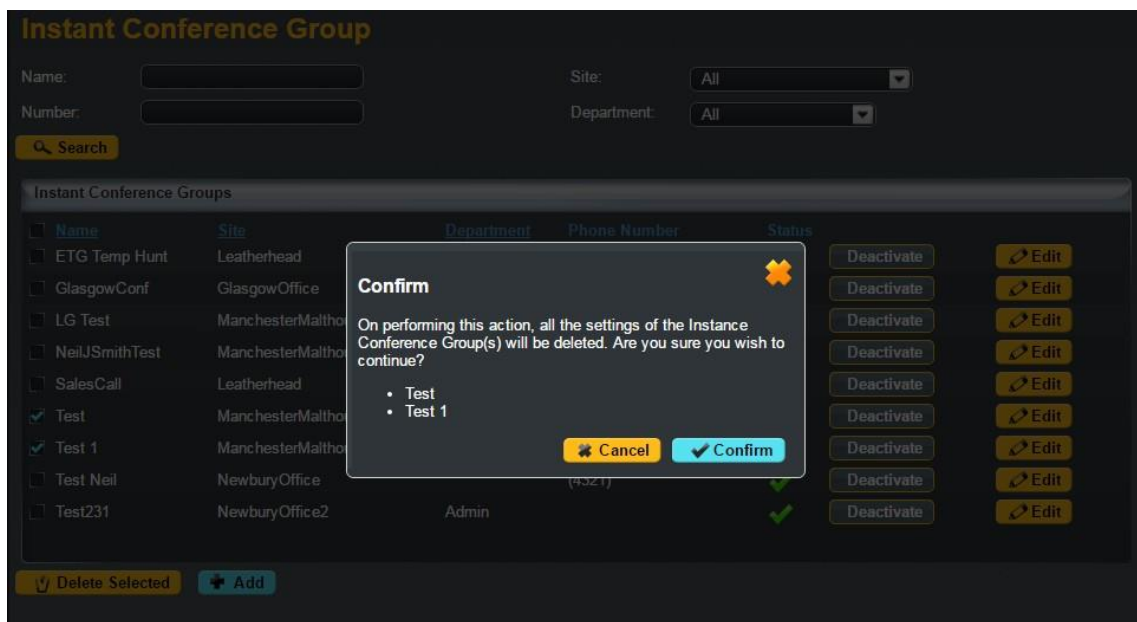 Instant Conference Group
Name: Site: All
Number: Department: All
Search
Instant Conference Groups
Name Site Department Phone Number Status
ETG Temp Hunt Leatherhead Deactivate Edit
GlasgowConf GlasgowOffice Deactivate Edit
LG Test ManchesterMaltho Deactivate Edit
NeilJSmithTest ManchesterMaltho Deactivate Edit
SalesCall Leatherhead Deactivate Edit
Test ManchesterMaltho Deactivate Edit
Test 1 ManchesterMaltho Deactivate Edit
Test Neil NewburyOffice (4321) Deactivate Edit
Test231 NewburyOffice2 Admin Deactivate Edit
Delete Selected Add
Confirm
On performing this action, all the settings of the Instance
Conference Group(s) will be deleted. Are you sure you wish to
continue?
• Test
• Test 1
Cancel Confirm